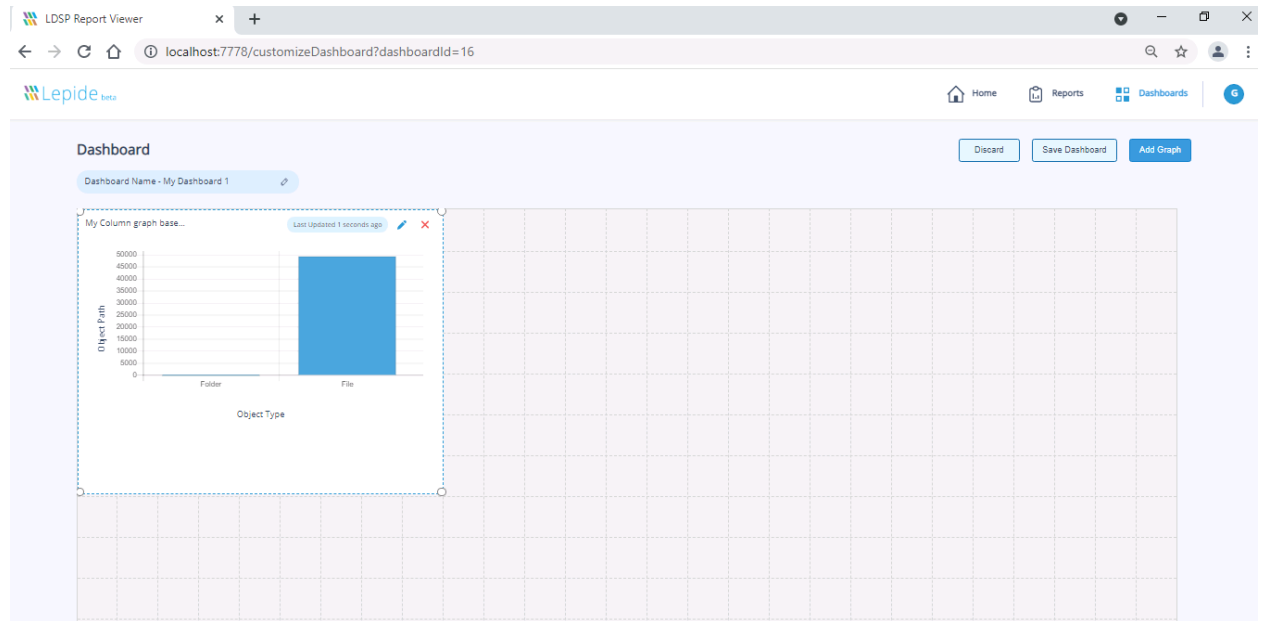 LDSP Report Viewer
localhost:7778/customizeDashboard?dashboardId=16
Lepide beta
Home
Reports
Dashboards
G
Dashboard
Discard
Save Dashboard
Add Graph
Dashboard Name - My Dashboard 1
My Column graph base...
Last Updated 1 seconds ago
50000
45000
40000
35000
30000
25000
20000
15000
10000
5000
0
Object Path
Folder
File
Object Type